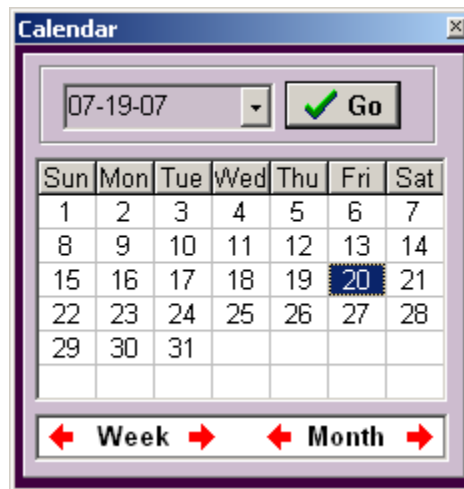 Calendar
07-19-07 Go
Sun Mon Tue Wed Thu Fri Sat
1 2 3 4 5 6 7
8 9 10 11 12 13 14
15 16 17 18 19 20 21
22 23 24 25 26 27 28
29 30 31
Week Month